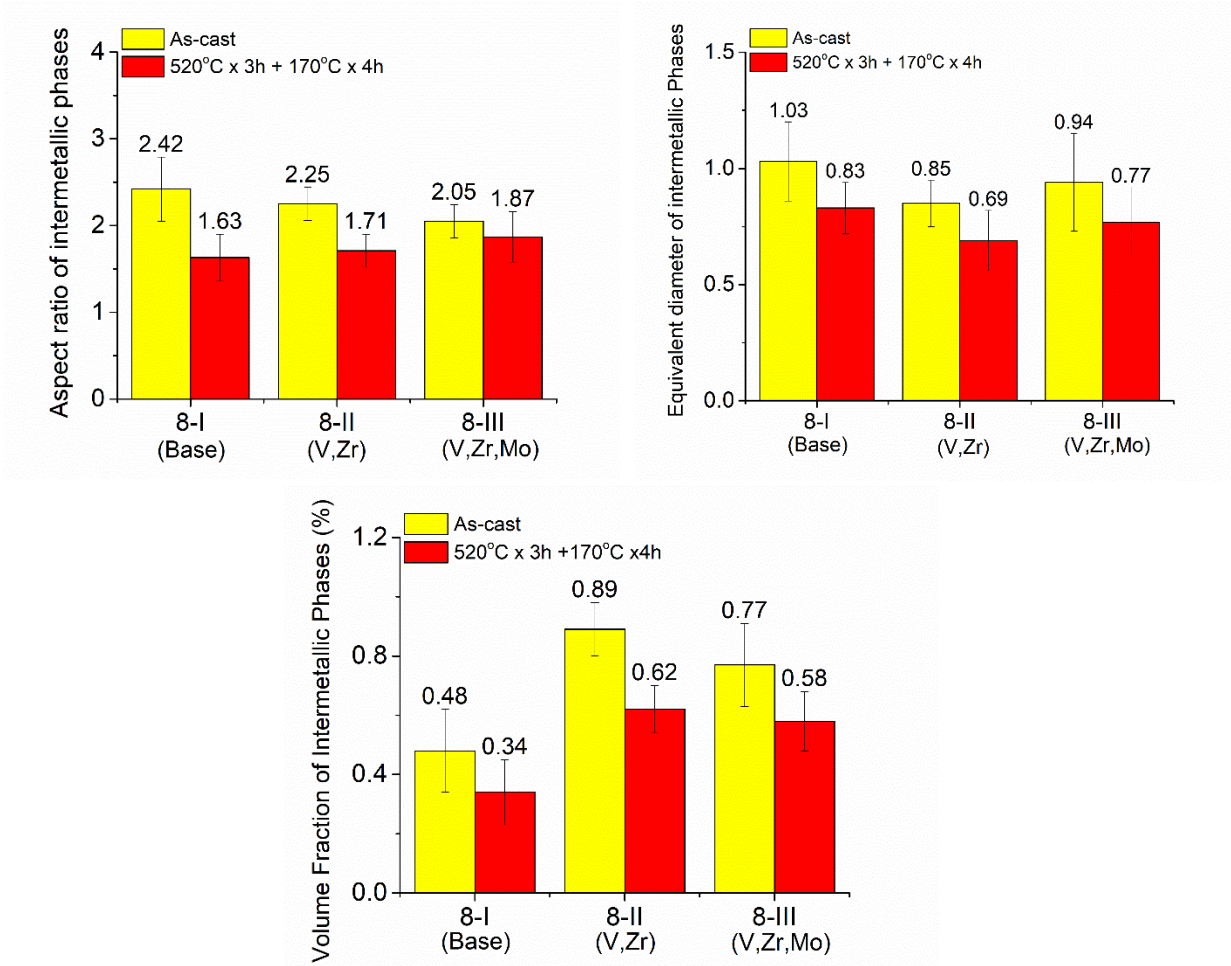 Aspect ratio of intermetallic phases
As-cast
520°C x 3h + 170°C x 4h
4
3
2
1
0
2.42
1.63
2.25
1.71
2.05
1.87
8-I
(Base)
8-II
(V,Zr)
8-III
(V,Zr,Mo)
Equivalent diameter of intermetallic Phases
As-cast
520°C x 3h + 170°C x 4h
1.5
1.0
0.5
0.0
1.03
0.83
0.85
0.69
0.94
0.77
8-I
(Base)
8-II
(V,Zr)
8-III
(V,Zr,Mo)
Volume Fraction of Intermetallic Phases (%)
As-cast
520°C x 3h +170°C x4h
1.2
0.8
0.4
0.0
0.48
0.34
0.89
0.62
0.77
0.58
8-I
(Base)
8-II
(V,Zr)
8-III
(V,Zr,Mo)